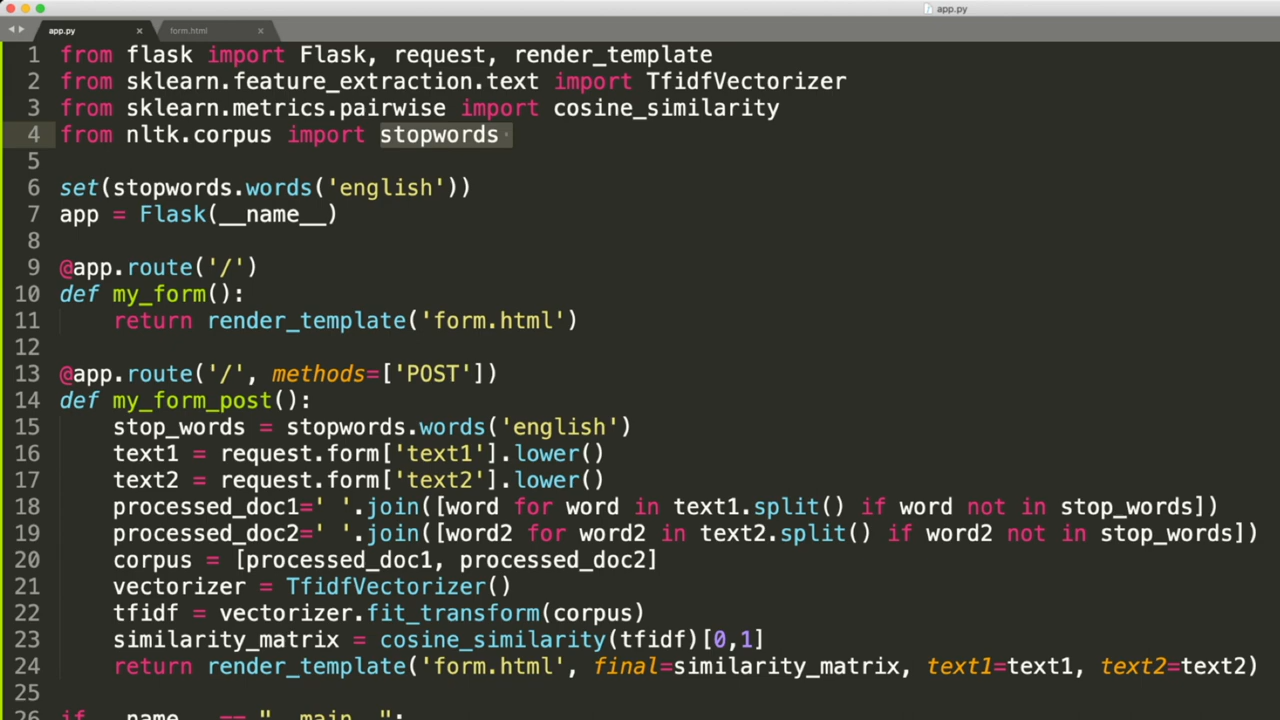 app.py
app.py
form.html
1 from flask import Flask, request, render_template
2 from sklearn.feature_extraction.text import TfidfVectorizer
3 from sklearn.metrics.pairwise import cosine_similarity
4 from nltk.corpus import stopwords
5
6 set(stopwords.words('english'))
7 app = Flask(__name__)
8
9 @app.route('/')
10 def my_form():
11     return render_template('form.html')
12
13 @app.route('/', methods=['POST'])
14 def my_form_post():
15     stop_words = stopwords.words('english')
16     text1 = request.form['text1'].lower()
17     text2 = request.form['text2'].lower()
18     processed_doc1=' '.join([word for word in text1.split() if word not in stop_words])
19     processed_doc2=' '.join([word2 for word2 in text2.split() if word2 not in stop_words])
20     corpus = [processed_doc1, processed_doc2]
21     vectorizer = TfidfVectorizer()
22     tfidf = vectorizer.fit_transform(corpus)
23     similarity_matrix = cosine_similarity(tfidf)[0,1]
24     return render_template('form.html', final=similarity_matrix, text1=text1, text2=text2)
25
26 if __name__ == "__main__":